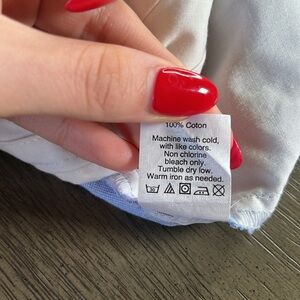 100% Coton
Machine wash cold,
with like colors.
Non chlorine
bleach only.
Tumble dry low.
Warm iron as needed.